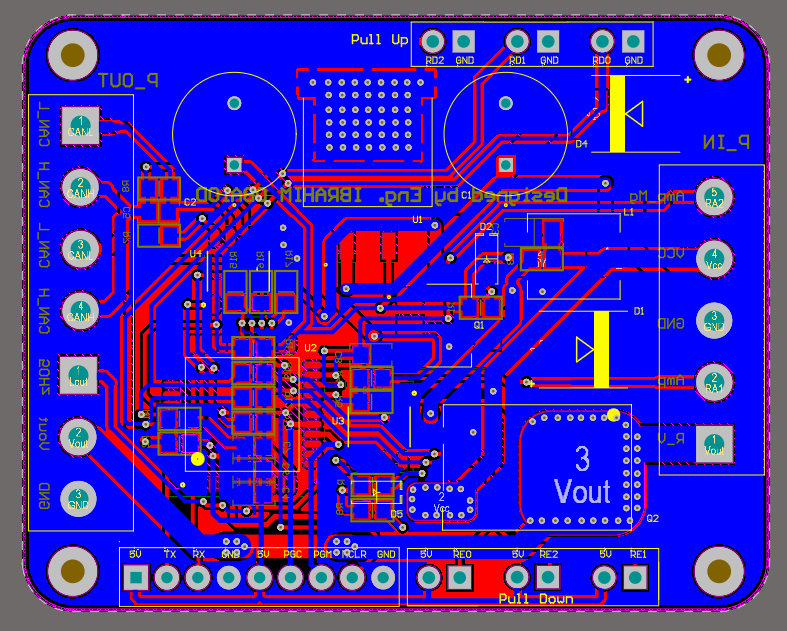 Pull Up
RD2 GND RD1 GND RD0 GND
P_OUT
D4
P_IN
CAN_L
1
CANL
CAN_H
2
CANH
CAN_L
3
CANL
CAN_H
4
CANH
50Hz
1
Lout
Vout
2
Vout
GND
3
GND
Designed by Eng. IBRAHIM
C2
C1
U1
U4
D2
L1
Q1
D1
U2
U3
D5
Q2
5
RA2
VCC
4
Vcc
GND
3
GND
Amp
2
RA1
R_V
1
Vout
3
Vout
2
Vcc
5V TX RX GND 5V PGC PGM MCLR GND
5V RE0 5V RE2 5V RE1
Pull Down